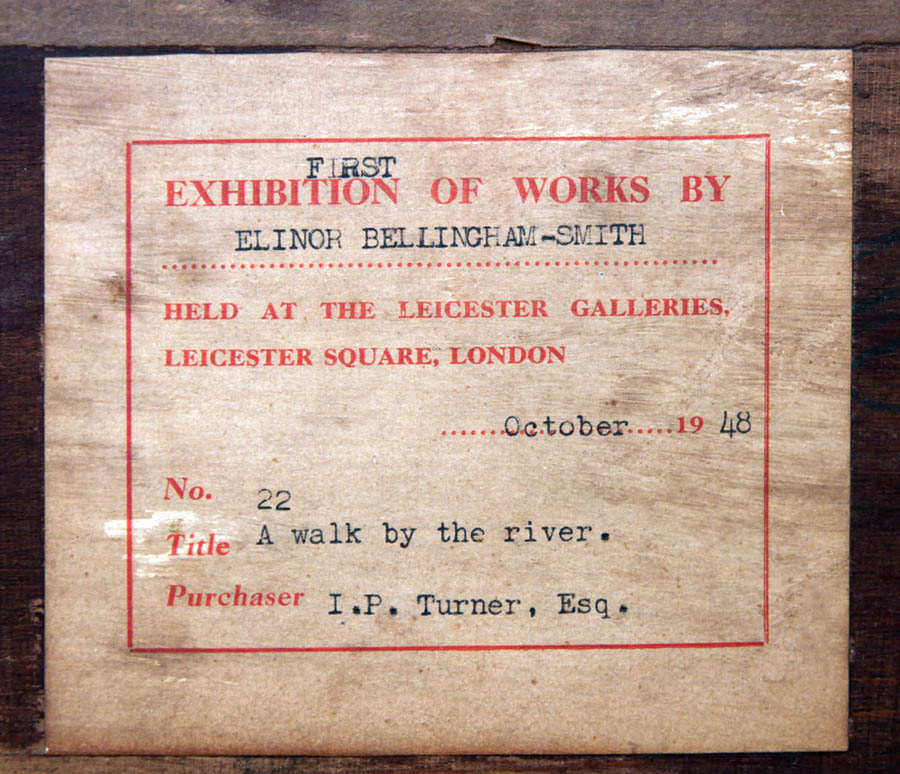 FIRST
EXHIBITION OF WORKS BY
ELINOR BELLINGHAM-SMITH
HELD AT THE LEICESTER GALLERIES,
LEICESTER SQUARE, LONDON
.......October.....19 48
No. 22
Title A walk by the river.
Purchaser I.P. Turner, Esq.